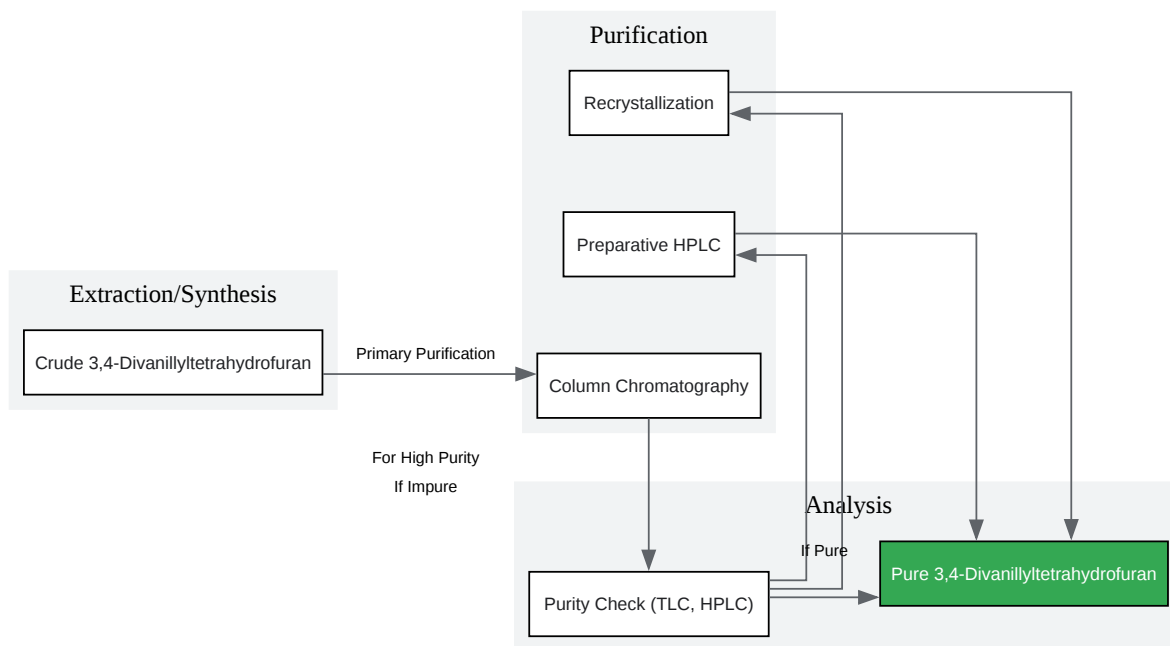 Purification
Recrystallization
Preparative HPLC
Extraction/Synthesis
Crude 3,4-Divanillyltetrahydrofuran
Primary Purification
Column Chromatography
For High Purity
If Impure
Analysis
If Pure
Pure 3,4-Divanillyltetrahydrofuran
Purity Check (TLC, HPLC)